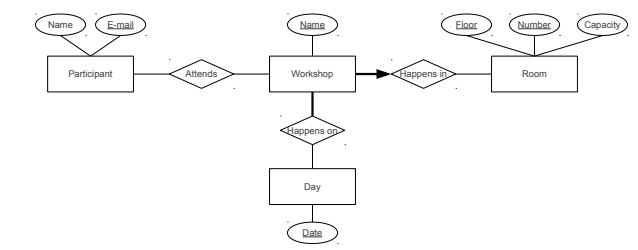 Name
E-mail
Name
Floor
Number
Capacity
Participant
Attends
Workshop
Happens in
Room
Happens on
Day
Date